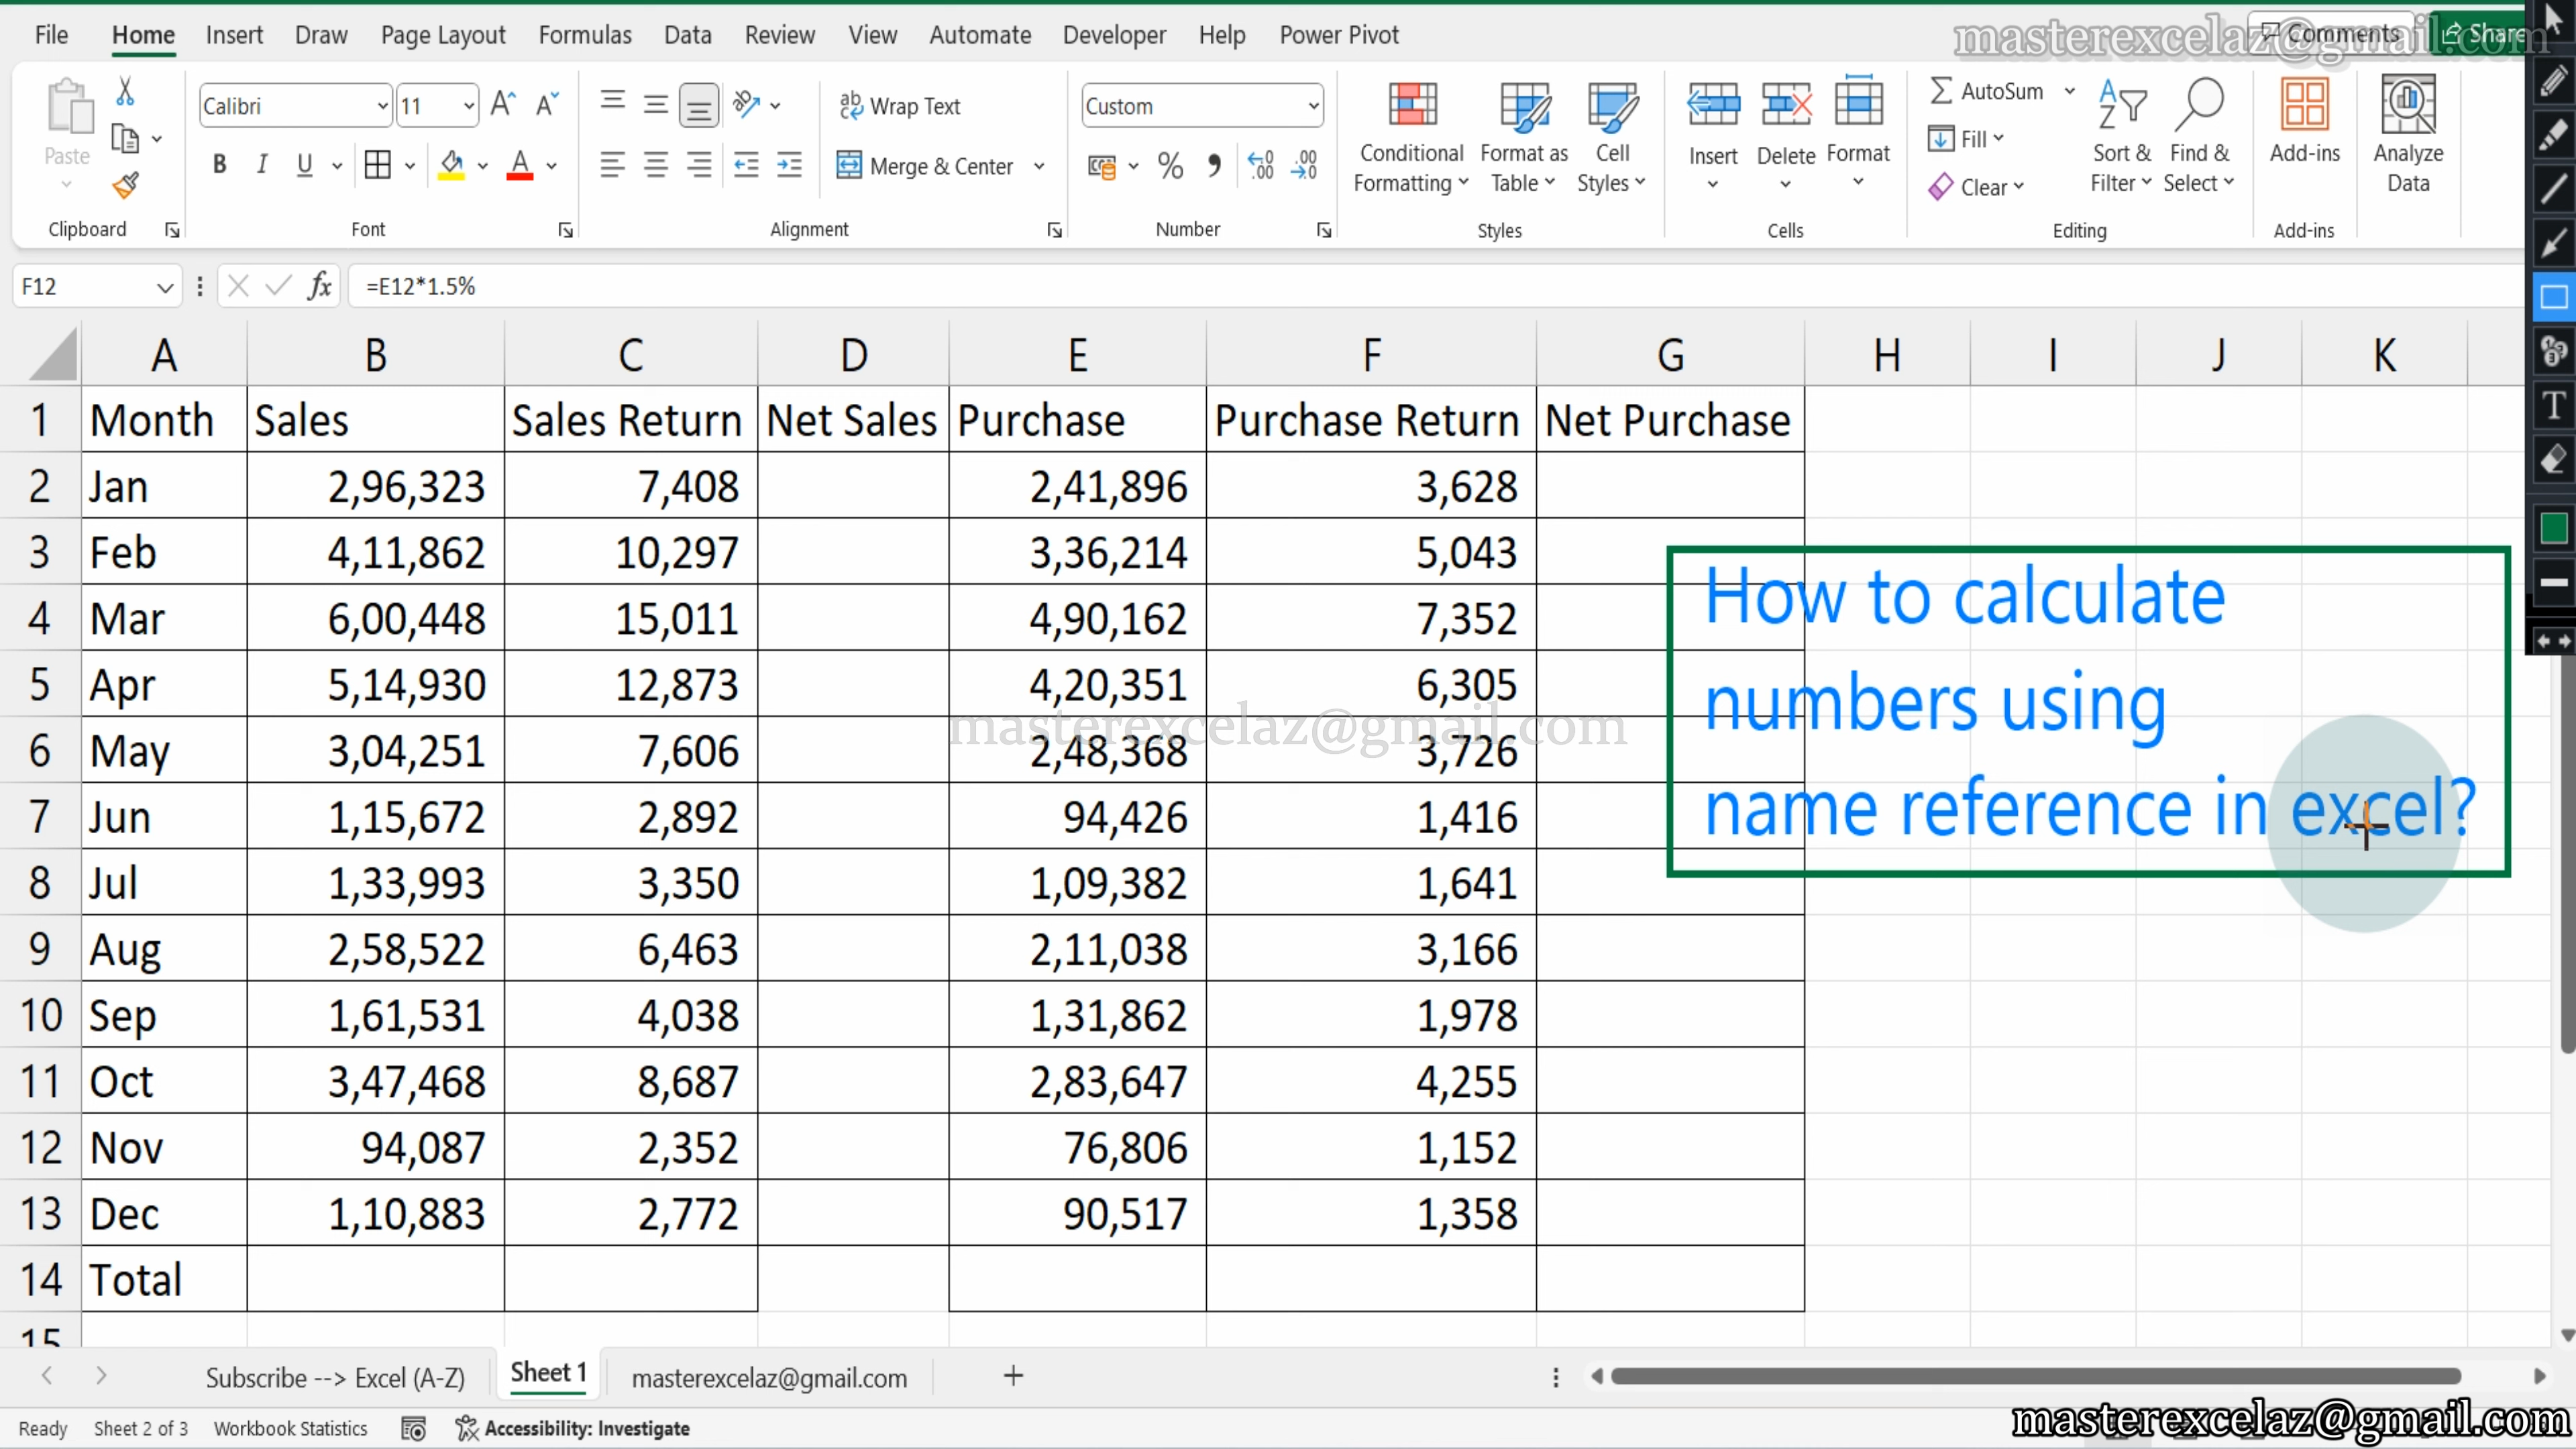 File Home Insert Draw Page Layout Formulas Data Review View Automate Developer Help Power Pivot Comments Share
masterexcelaz@gmail.com
Calibri 11 Wrap Text Custom AutoSum
Paste Merge & Center Conditional Formatting Format as Table Cell Styles Insert Delete Format Fill Clear Sort & Filter Find & Select Add-ins Analyze Data
Clipboard Font Alignment Number Styles Cells Editing Add-ins
F12 fx =E12*1.5%
A B C D E F G H I J K
1 Month Sales Sales Return Net Sales Purchase Purchase Return Net Purchase
2 Jan 2,96,323 7,408 2,41,896 3,628
3 Feb 4,11,862 10,297 3,36,214 5,043
4 Mar 6,00,448 15,011 4,90,162 7,352
5 Apr 5,14,930 12,873 4,20,351 6,305
6 May 3,04,251 7,606 2,48,368 3,726
7 Jun 1,15,672 2,892 94,426 1,416
8 Jul 1,33,993 3,350 1,09,382 1,641
9 Aug 2,58,522 6,463 2,11,038 3,166
10 Sep 1,61,531 4,038 1,31,862 1,978
11 Oct 3,47,468 8,687 2,83,647 4,255
12 Nov 94,087 2,352 76,806 1,152
13 Dec 1,10,883 2,772 90,517 1,358
14 Total
15
How to calculate
numbers using
name reference in excel?
masterexcelaz@gmail.com
Subscribe --> Excel (A-Z) Sheet 1 masterexcelaz@gmail.com
Ready Sheet 2 of 3 Workbook Statistics Accessibility: Investigate
masterexcelaz@gmail.com